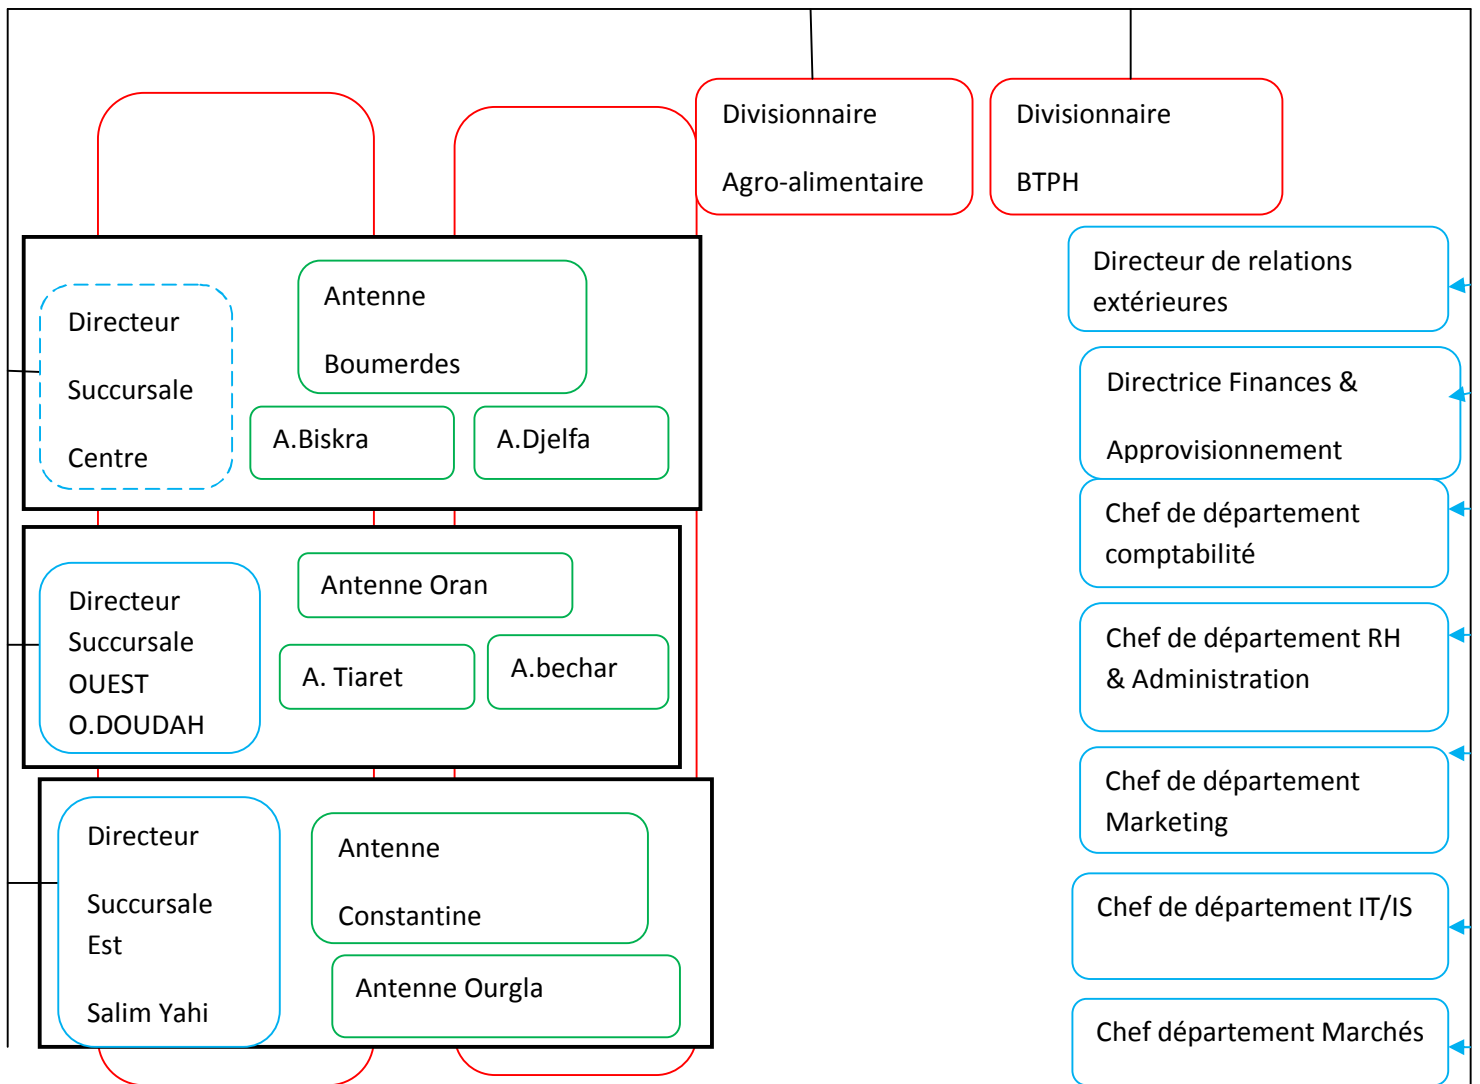 Divisionnaire
Agro-alimentaire
Divisionnaire
BTPH
Directeur
Succursale
Centre
Antenne
Boumerdes
A.Biskra
A.Djelfa
Directeur
Succursale
OUEST
O.DOUDAH
Antenne Oran
A. Tiaret
A.bechar
Directeur
Succursale
Est
Salim Yahi
Antenne
Constantine
Antenne Ourgla
Directeur de relations
extérieures
Directrice Finances &
Approvisionnement
Chef de département
comptabilité
Chef de département RH
& Administration
Chef de département
Marketing
Chef de département IT/IS
Chef département Marchés